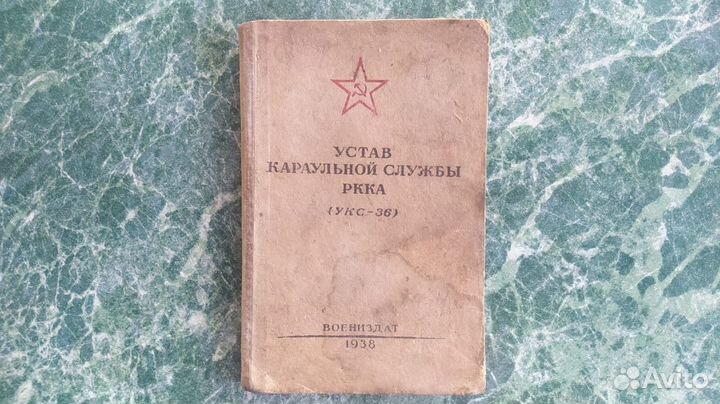 УСТАВ
КАРАУЛЬНОЙ СЛУЖБЫ
РККА
(УКС-36)
ВОЕНИЗДАТ
1938
Avito